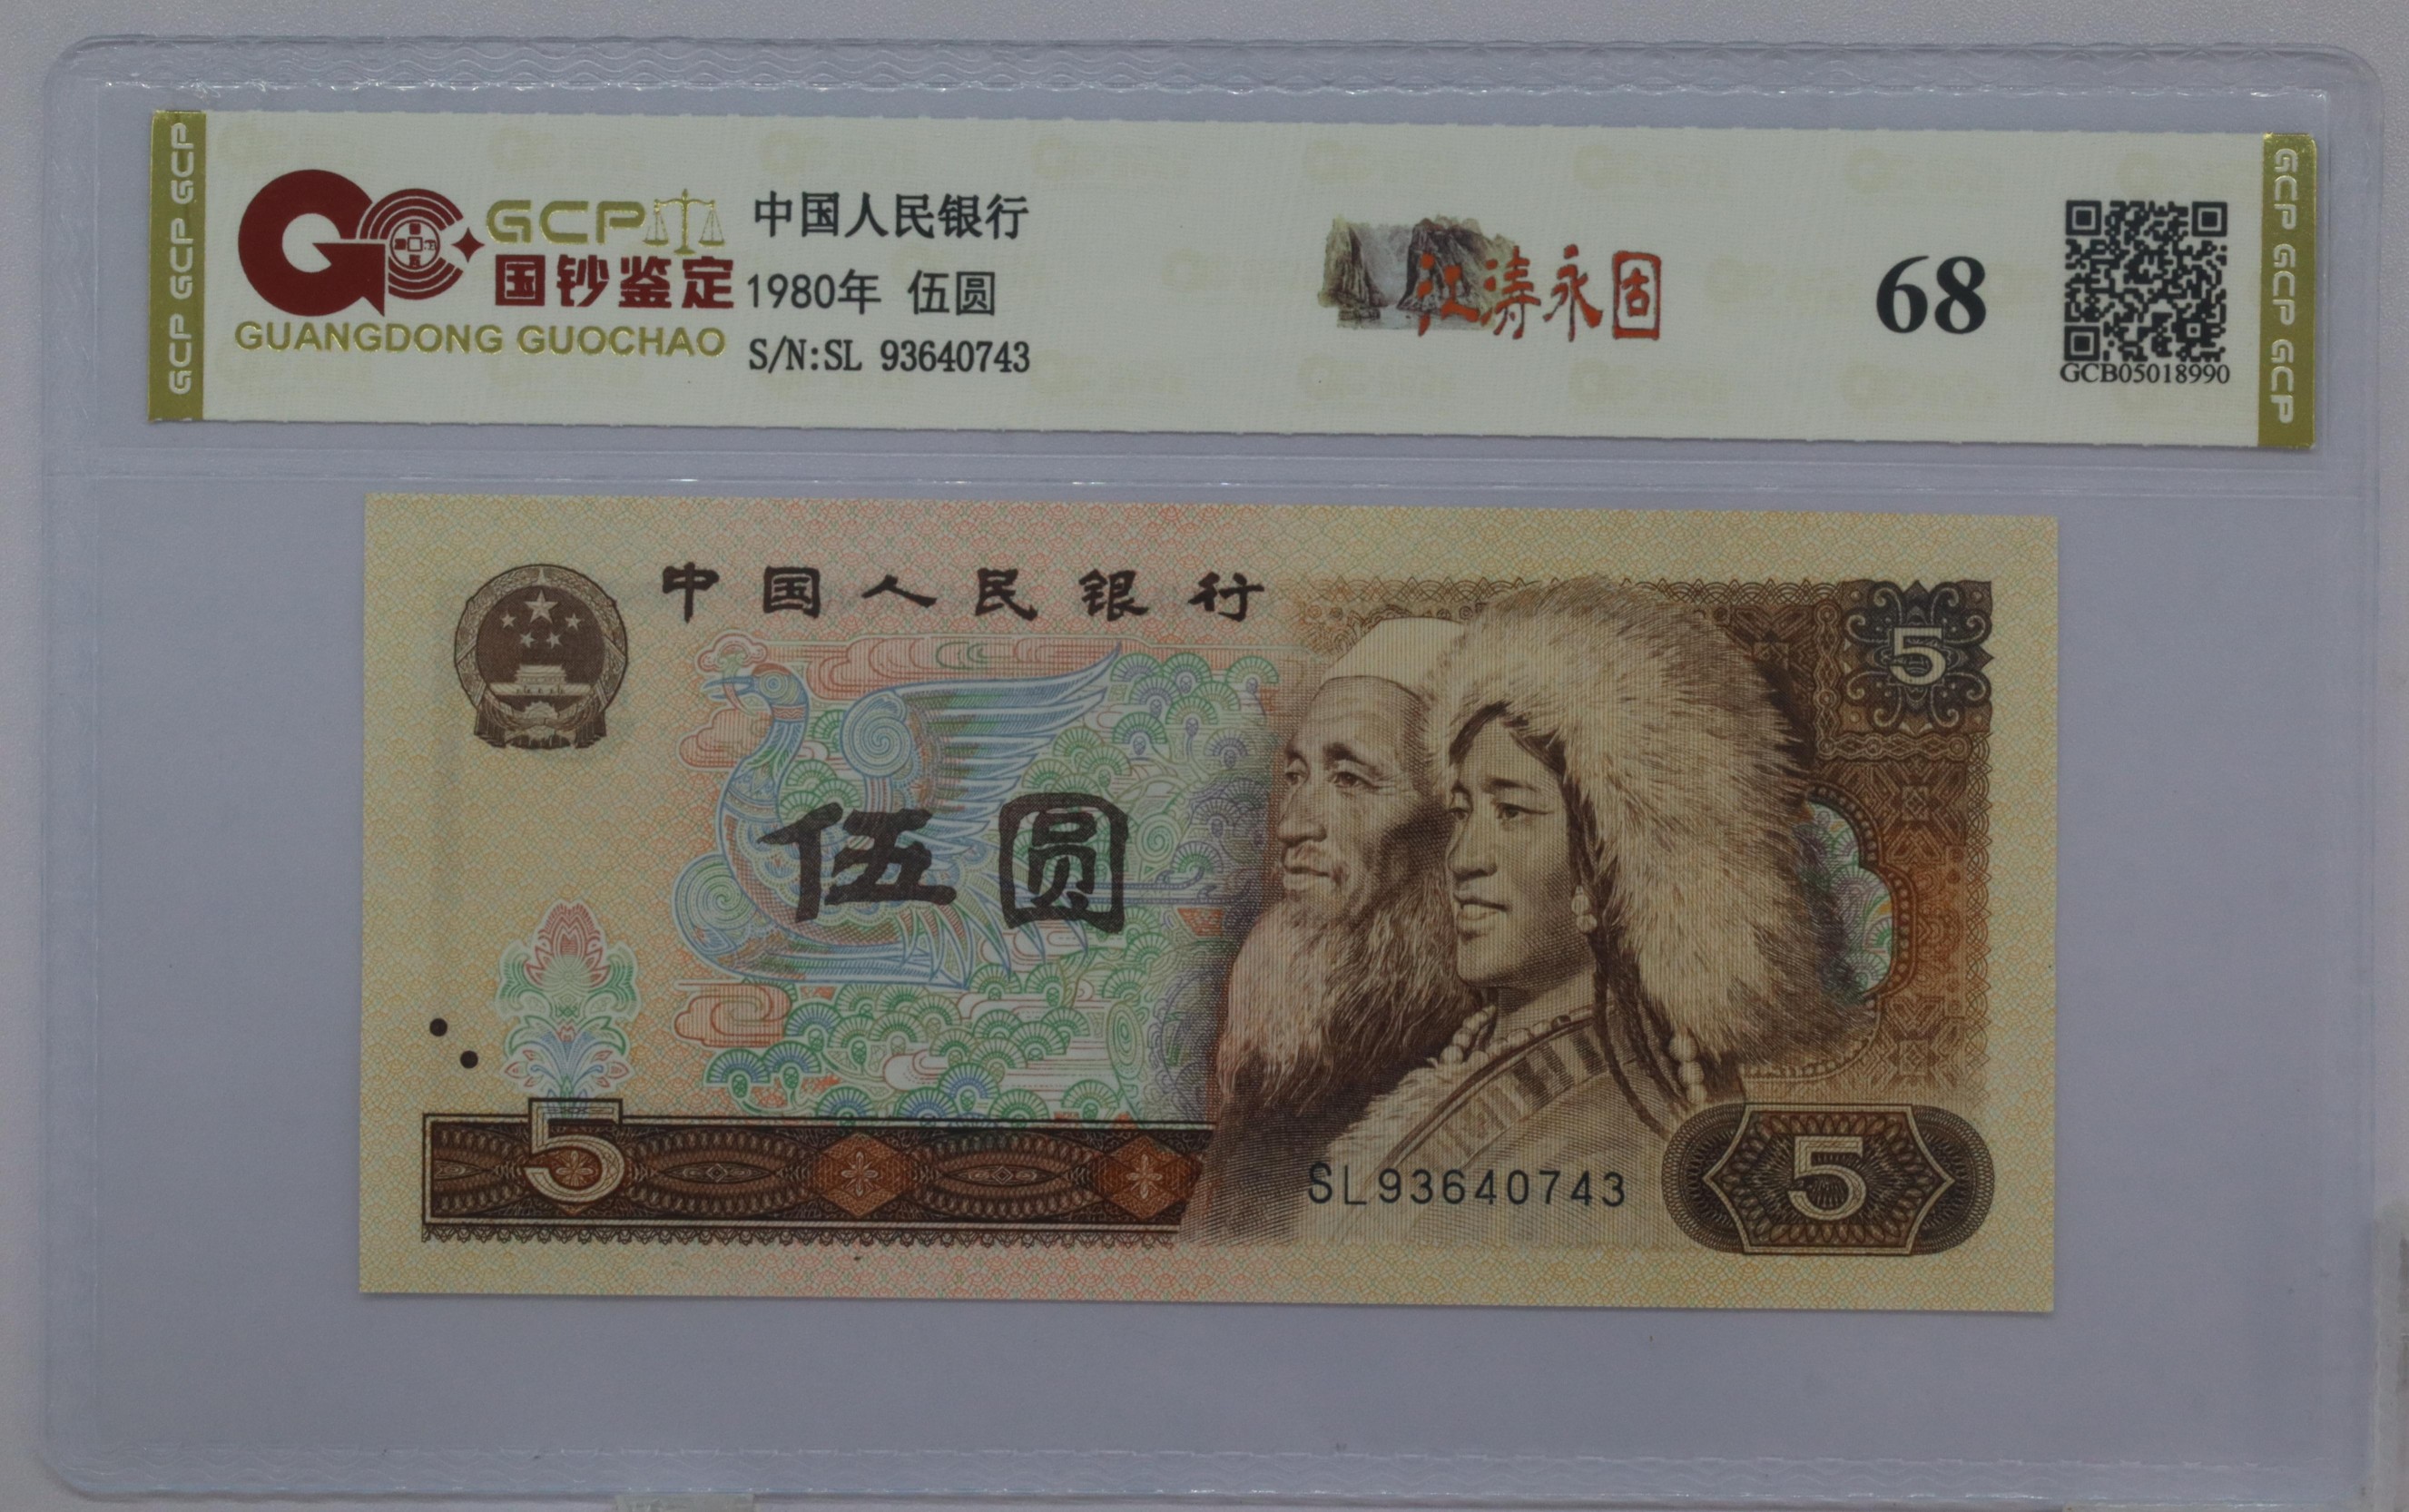 GCP GCP GCP
GCP
国钞鉴定
GUANGDONG GUOCHAO
中国人民银行
1980年 伍圆
S/N:SL 93640743
江涛永固
68
GCB05018990
GCP GCP GCP
中国人民银行
5
伍圆
5
SL93640743
5